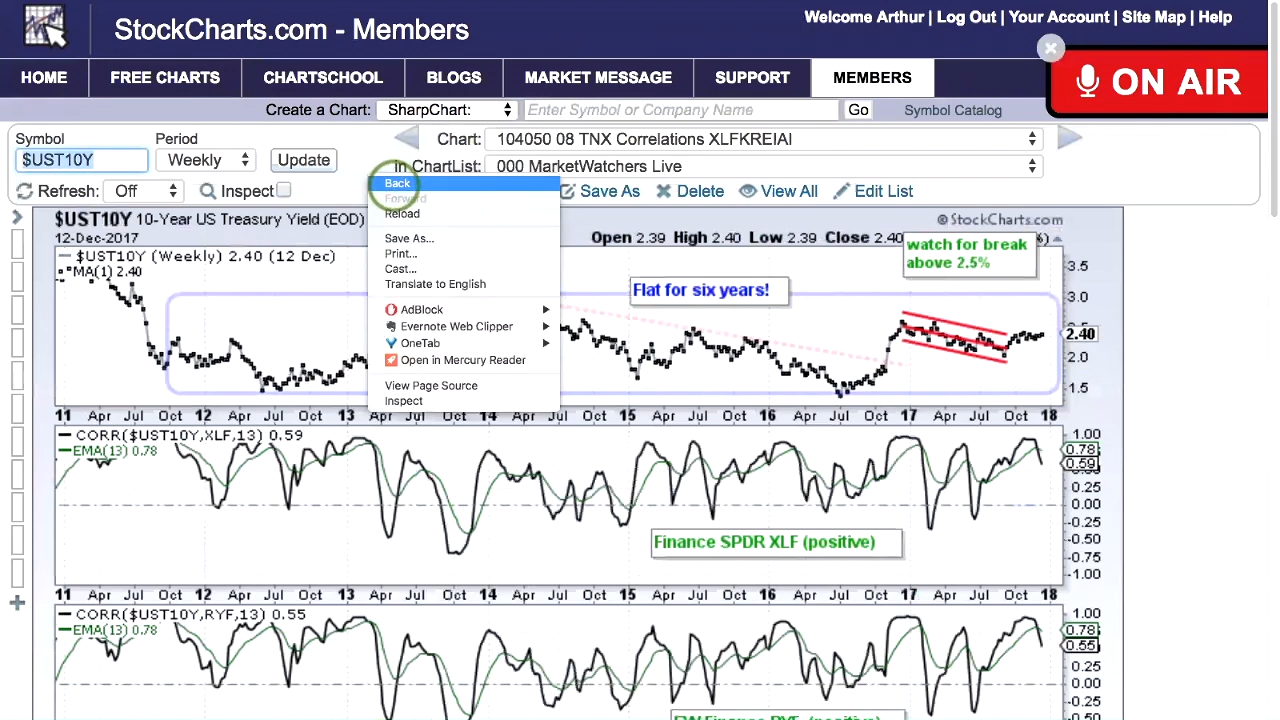 StockCharts.com - Members
Welcome Arthur | Log Out | Your Account | Site Map | Help
HOME FREE CHARTS CHARTSCHOOL BLOGS MARKET MESSAGE SUPPORT MEMBERS
ON AIR
Create a Chart: SharpChart: Enter Symbol or Company Name Go Symbol Catalog
Symbol Period Chart: 104050 08 TNX Correlations XLFKREIAI
$UST10Y Weekly Update In ChartList: 000 MarketWatchers Live
Refresh: Off Inspect Save As Delete View All Edit List
Back
Forward
Reload
Save As...
Print...
Cast...
Translate to English
AdBlock
Evernote Web Clipper
OneTab
Open in Mercury Reader
View Page Source
Inspect
$UST10Y 10-Year US Treasury Yield (EOD)
© StockCharts.com
12-Dec-2017
Open 2.39 High 2.40 Low 2.39 Close 2.40
%)
watch for break
above 2.5%
$UST10Y (Weekly) 2.40 (12 Dec)
MA(1) 2.40
Flat for six years!
3.5
3.0
2.40
2.0
1.5
11 Apr Jul Oct 12 Apr Jul Oct 13 Apr Jul Oct 14 Apr Jul Oct 15 Apr Jul Oct 16 Apr Jul Oct 17 Apr Jul Oct 18
CORR($UST10Y,XLF,13) 0.59
EMA(13) 0.78
1.00
0.78
0.59
0.25
0.00
-0.25
-0.50
-0.75
-1.00
Finance SPDR XLF (positive)
11 Apr Jul Oct 12 Apr Jul Oct 13 Apr Jul Oct 14 Apr Jul Oct 15 Apr Jul Oct 16 Apr Jul Oct 17 Apr Jul Oct 18
CORR($UST10Y,RYF,13) 0.55
EMA(13) 0.78
1.00
0.78
0.55
0.25
0.00
-0.25
-0.50
EW Finance RYF (positive)